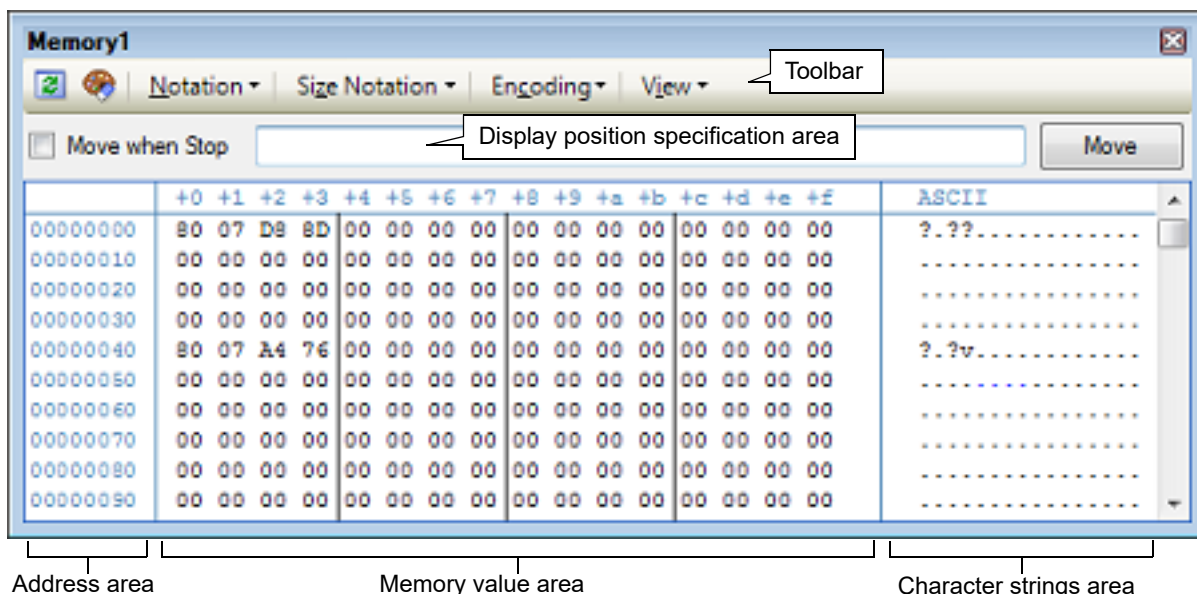 Memory1
Notation Size Notation Encoding View Toolbar
Move when Stop Display position specification area Move
+0 +1 +2 +3 +4 +5 +6 +7 +8 +9 +a +b +c +d +e +f ASCII
00000000 80 07 D8 8D 00 00 00 00 00 00 00 00 00 00 00 00 ?.??............
00000010 00 00 00 00 00 00 00 00 00 00 00 00 00 00 00 00 ................
00000020 00 00 00 00 00 00 00 00 00 00 00 00 00 00 00 00 ................
00000030 00 00 00 00 00 00 00 00 00 00 00 00 00 00 00 00 ................
00000040 80 07 A4 76 00 00 00 00 00 00 00 00 00 00 00 00 ?.?v............
00000050 00 00 00 00 00 00 00 00 00 00 00 00 00 00 00 00 ................
00000060 00 00 00 00 00 00 00 00 00 00 00 00 00 00 00 00 ................
00000070 00 00 00 00 00 00 00 00 00 00 00 00 00 00 00 00 ................
00000080 00 00 00 00 00 00 00 00 00 00 00 00 00 00 00 00 ................
00000090 00 00 00 00 00 00 00 00 00 00 00 00 00 00 00 00 ................
Address area Memory value area Character strings area